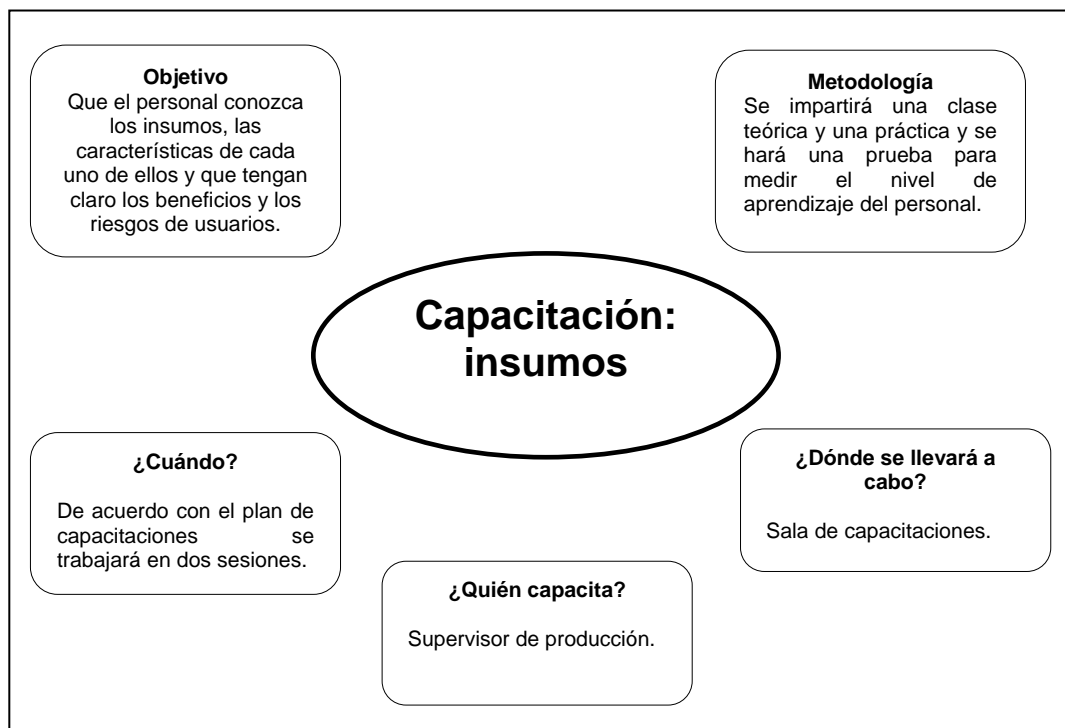 Objetivo
Que el personal conozca
los insumos, las
características de cada
uno de ellos y que tengan
claro los beneficios y los
riesgos de usuarios.
Metodología
Se impartirá una clase
teórica y una práctica y se
hará una prueba para
medir el nivel de
aprendizaje del personal.
Capacitación:
insumos
¿Cuándo?
De acuerdo con el plan de
capacitaciones se
trabajará en dos sesiones.
¿Dónde se llevará a
cabo?
Sala de capacitaciones.
¿Quién capacita?
Supervisor de producción.